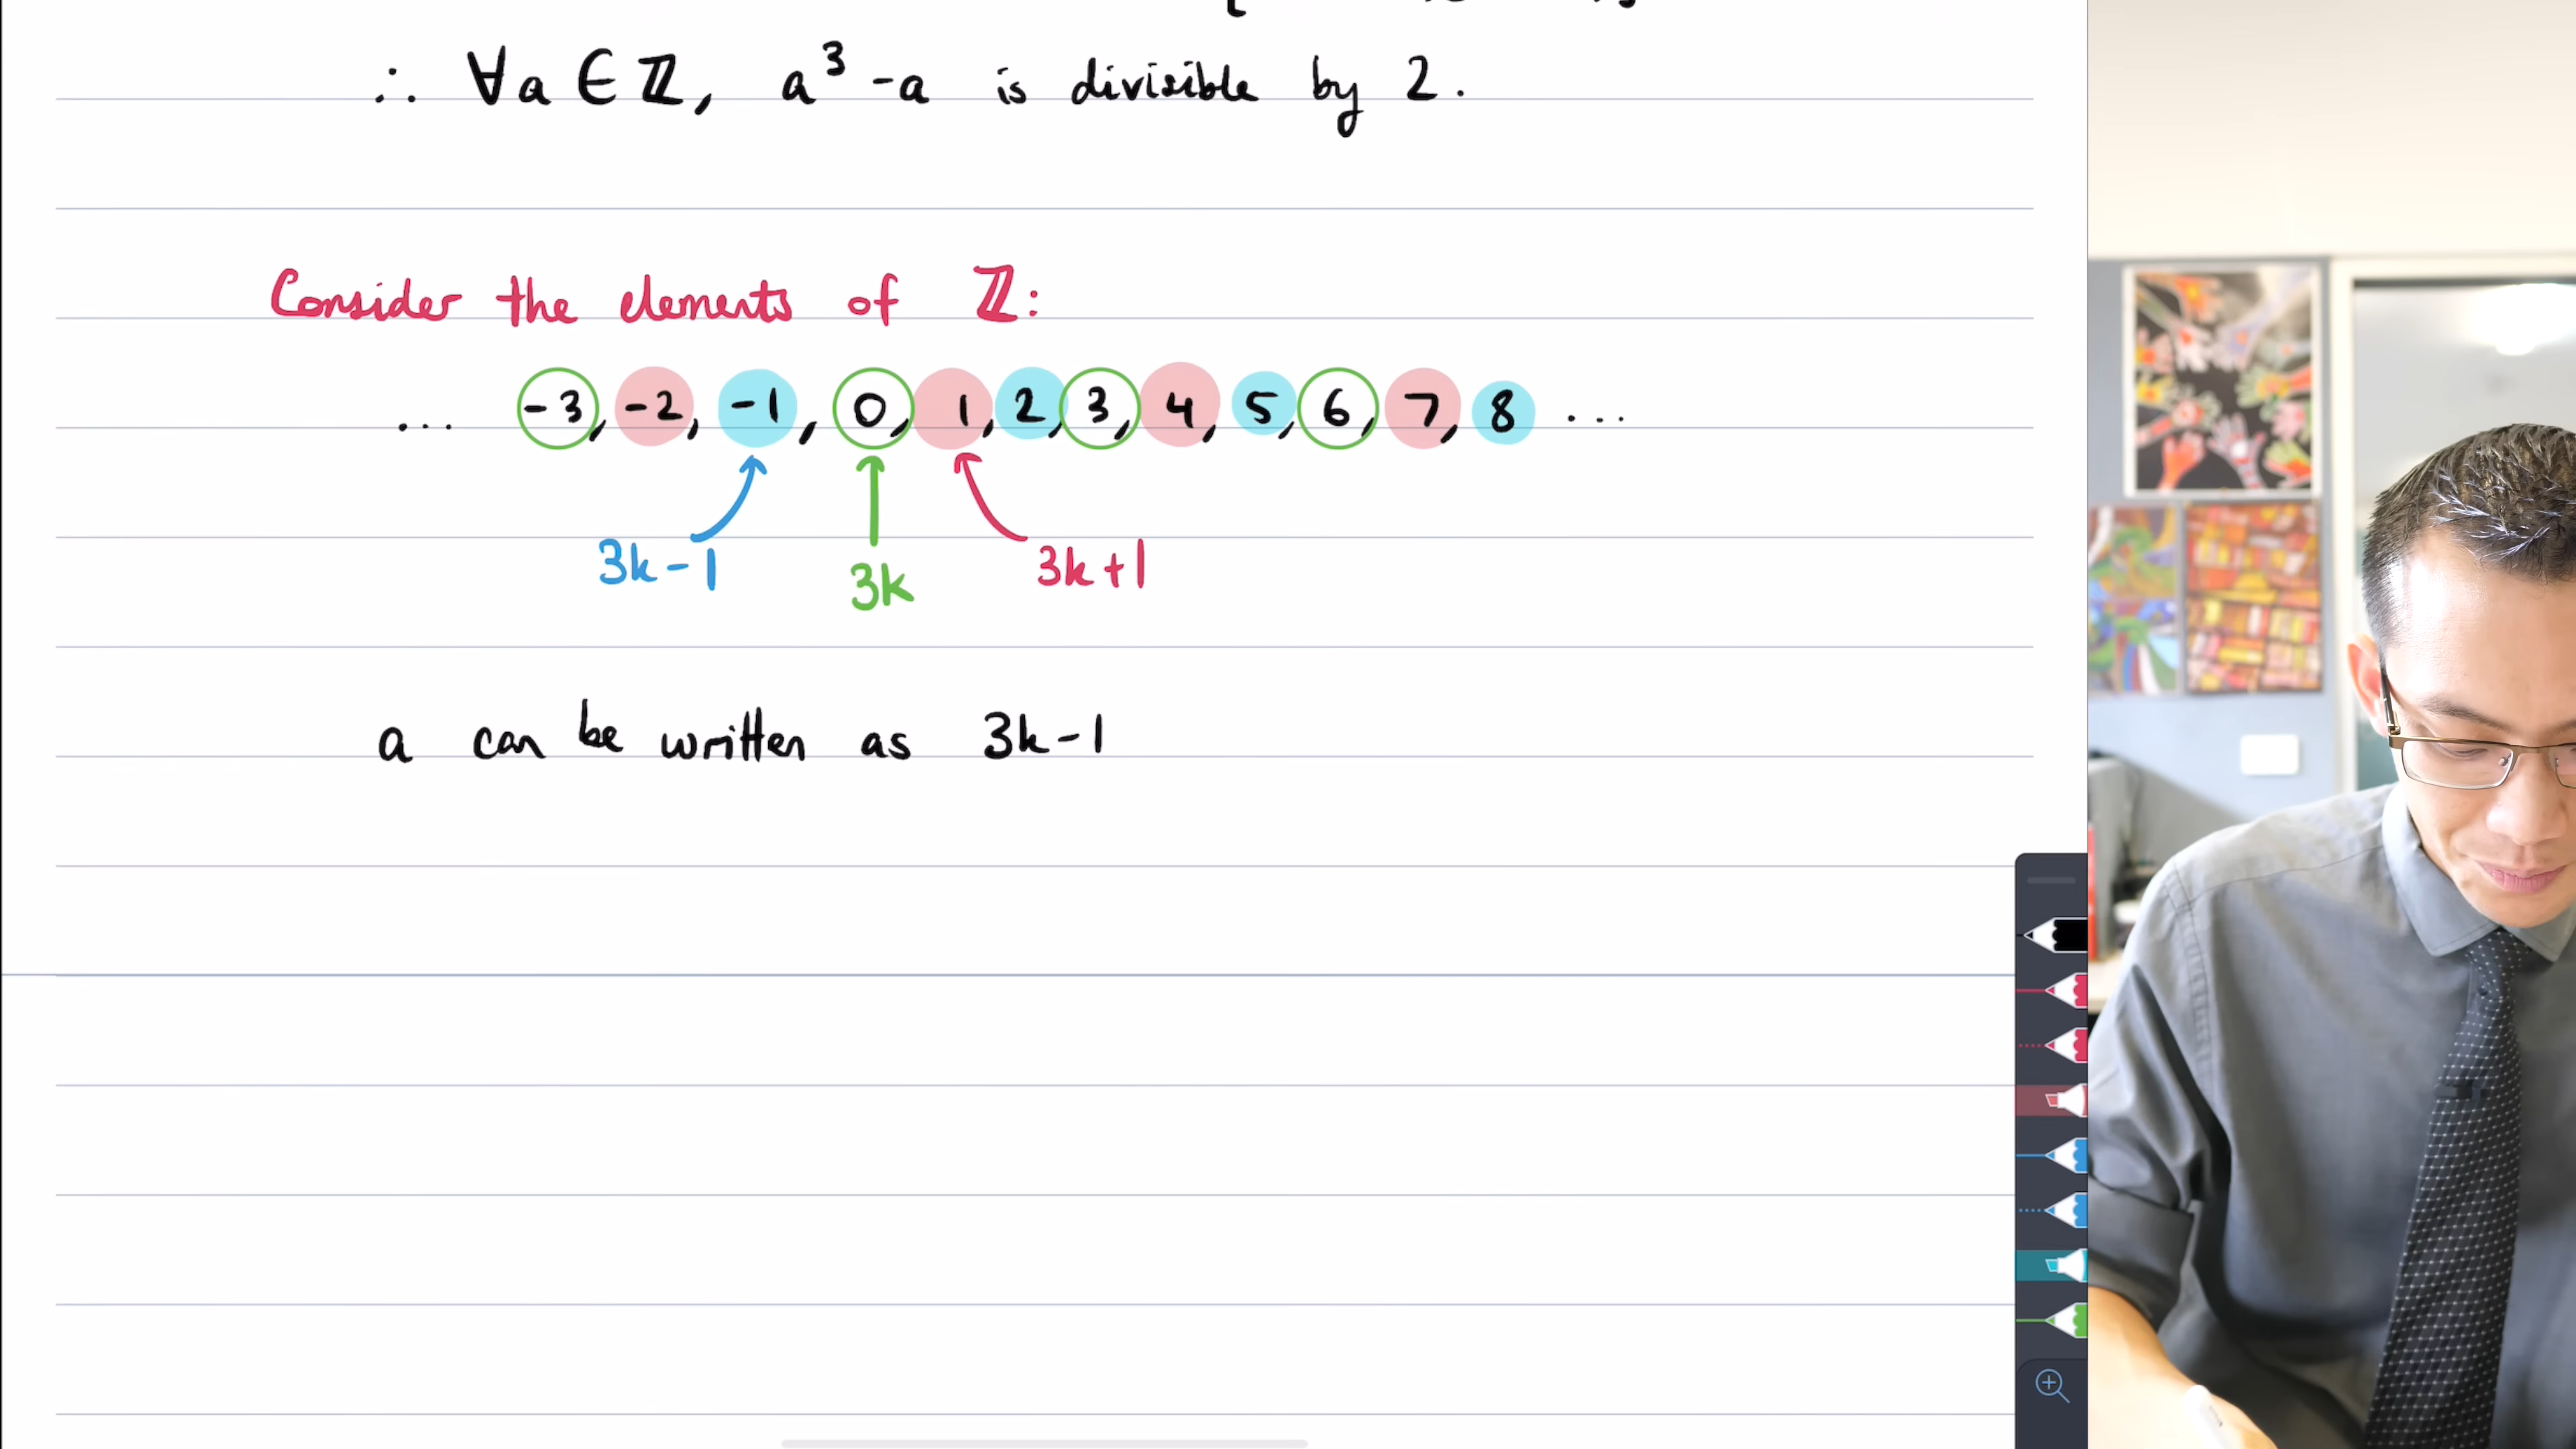 ∴ ∀a ∈ ℤ, a³ -a is divisible by 2.
Consider the elements of ℤ:
... -3, -2, -1, 0, 1, 2, 3, 4, 5, 6, 7, 8 ...
3k-1 3k 3k+1
a can be written as 3k-1